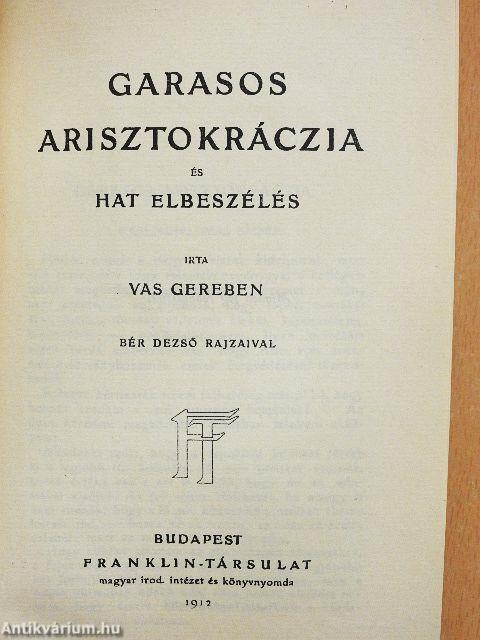 GARASOS
ARISZTOKRÁCZIA
ÉS
HAT ELBESZÉLÉS
IRTA
VAS GEREBEN
BÉR DEZSŐ RAJZAIVAL
FT
BUDAPEST
FRANKLIN-TÁRSULAT
magyar irod. intézet és könyvnyomda
1912
Antikvárium.hu